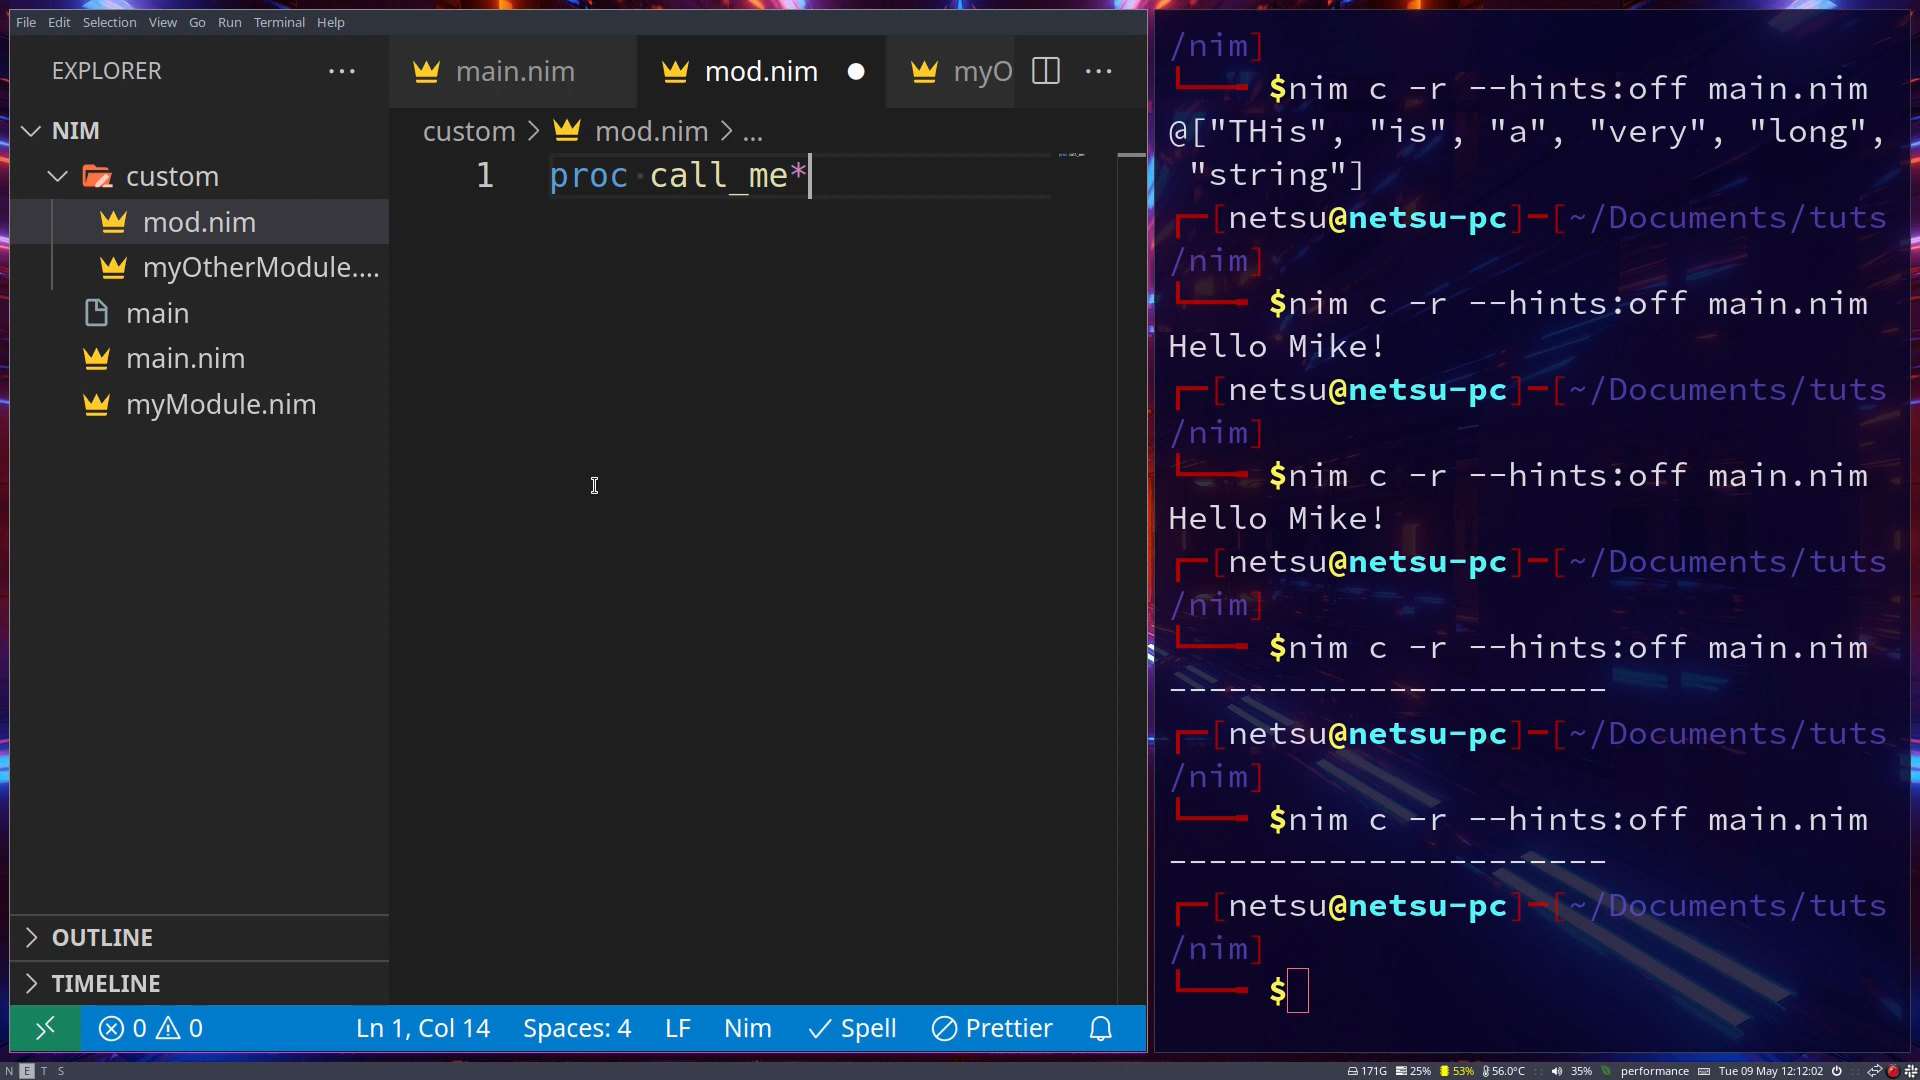 File Edit Selection View Go Run Terminal Help
EXPLORER
NIM
custom
mod.nim
myOtherModule....
main
main.nim
myModule.nim
OUTLINE
TIMELINE
main.nim mod.nim myO
custom > mod.nim > ...
1 proc call_me*
0 0 Ln 1, Col 14 Spaces: 4 LF Nim Spell Prettier
/nim]
$nim c -r --hints:off main.nim
@["THis", "is", "a", "very", "long",
"string"]
[netsu@netsu-pc]-[~/Documents/tuts
/nim]
$nim c -r --hints:off main.nim
Hello Mike!
[netsu@netsu-pc]-[~/Documents/tuts
/nim]
$nim c -r --hints:off main.nim
Hello Mike!
[netsu@netsu-pc]-[~/Documents/tuts
/nim]
$nim c -r --hints:off main.nim
----------------------
[netsu@netsu-pc]-[~/Documents/tuts
/nim]
$nim c -r --hints:off main.nim
----------------------
[netsu@netsu-pc]-[~/Documents/tuts
/nim]
$
N E T S 171G 25% 53% 56.0°C 35% performance Tue 09 May 12:12:02